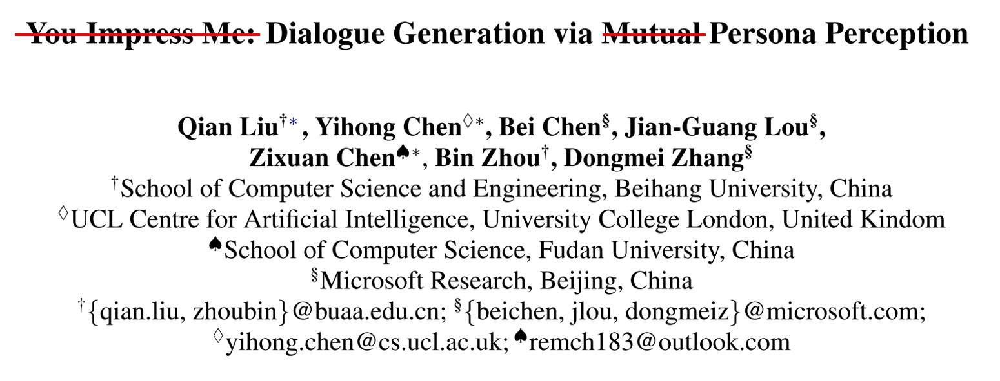 You Impress Me: Dialogue Generation via Mutual Persona Perception
Qian Liu†*, Yihong Chen♢*, Bei Chen§, Jian-Guang Lou§,
Zixuan Chen♠*, Bin Zhou†, Dongmei Zhang§
†School of Computer Science and Engineering, Beihang University, China
♢UCL Centre for Artificial Intelligence, University College London, United Kindom
♠School of Computer Science, Fudan University, China
§Microsoft Research, Beijing, China
†{qian.liu, zhoubin}@buaa.edu.cn; §{beichen, jlou, dongmeiz}@microsoft.com;
♢yihong.chen@cs.ucl.ac.uk; ♠remch183@outlook.com